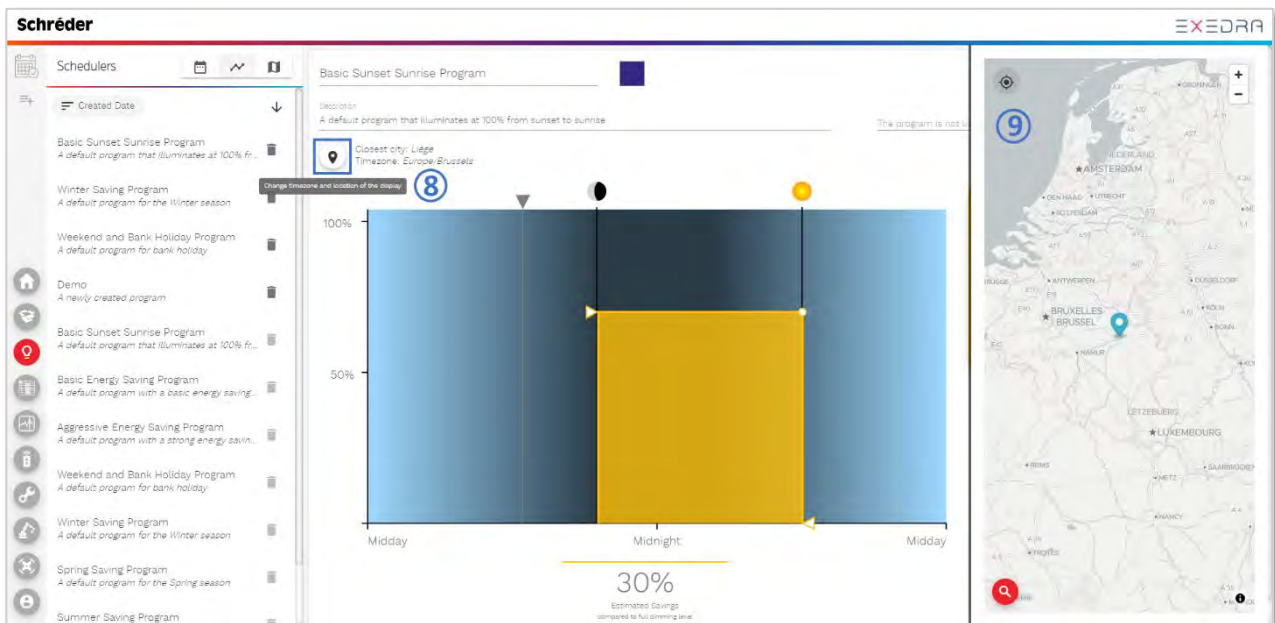 Schréder
EXEDRA
Schedulers
Created Date
Basic Sunset Sunrise Program
A default program that illuminates at 100% fr...
Winter Saving Program
A default program for the Winter season
Weekend and Bank Holiday Program
A default program for bank holiday
Demo
A newly created program
Basic Sunset Sunrise Program
A default program that illuminates at 100% fr...
Basic Energy Saving Program
A default program with a basic energy saving...
Aggressive Energy Saving Program
A default program with a strong energy savin...
Weekend and Bank Holiday Program
A default program for bank holiday
Winter Saving Program
A default program for the Winter season
Spring Saving Program
A default program for the Spring season
Summer Saving Program
Basic Sunset Sunrise Program
Description
A default program that illuminates at 100% from sunset to sunrise
The program is not u
Closest city: Liège
Timezone: Europe/Brussels
Change timezone and location of the display
8
100%
50%
Midday
Midnight
Midday
30%
Estimated Savings
compared to full dimming level
9
+
-
GRONINGEN
NEDERLAND
AMSTERDAM
DEN HAAG
UTRECHT
ROTTERDAM
ANTWERPEN
DÜSSELDORF
BRUXELLES
BRUSSEL
KÖLN
BONN
NAMUR
LËTZEBUERG
LUXEMBOURG
REIMS
SAARBRÜCKEN
METZ
NANCY
TROYES